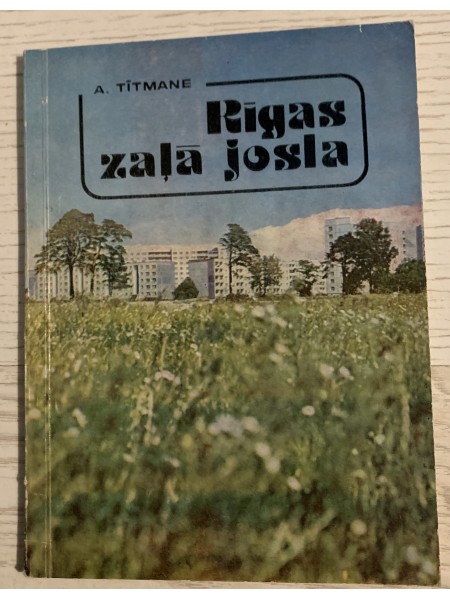 A. TĪTMANE
Rīgas
zaļā josla